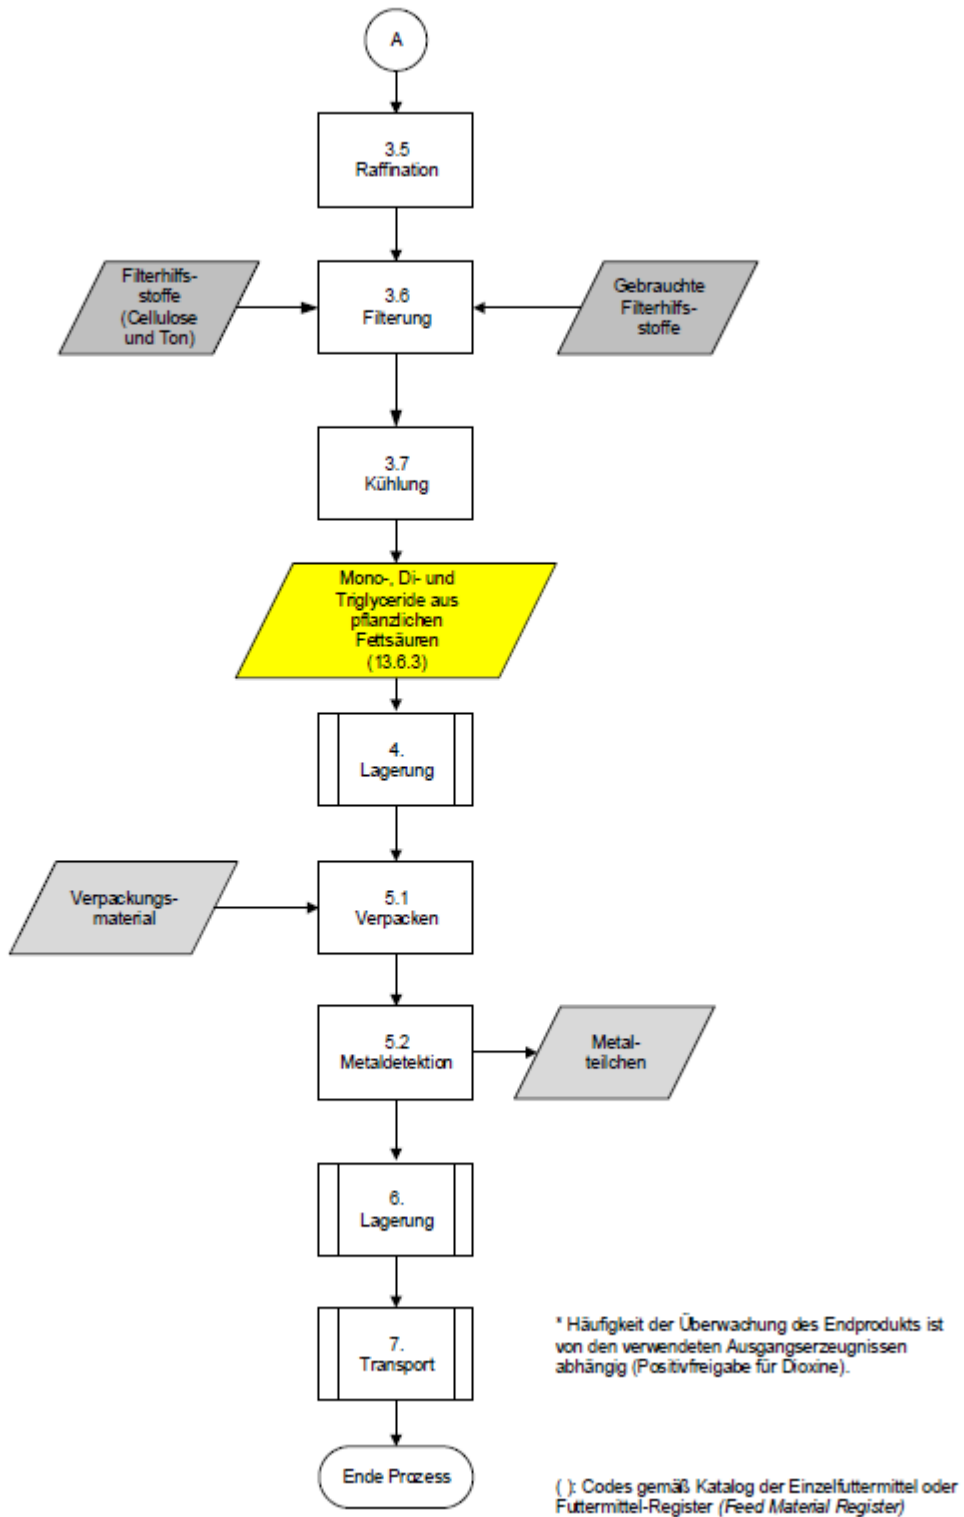 A
3.5
Raffination
Filterhilfs-
stoffe
(Cellulose
und Ton)
3.6
Filterung
Gebrauchte
Filterhilfs-
stoffe
3.7
Kühlung
Mono-, Di- und
Triglyceride aus
pflanzlichen
Fettsäuren
(13.6.3)
4.
Lagerung
Verpackungs-
material
5.1
Verpacken
5.2
Metaldetektion
Metal-
teilchen
6.
Lagerung
7.
Transport
* Häufigkeit der Überwachung des Endprodukts ist
von den verwendeten Ausgangserzeugnissen
abhängig (Positivfreigabe für Dioxine).
Ende Prozess
( ): Codes gemäß Katalog der Einzelfuttermittel oder
Futtermittel-Register (Feed Material Register)